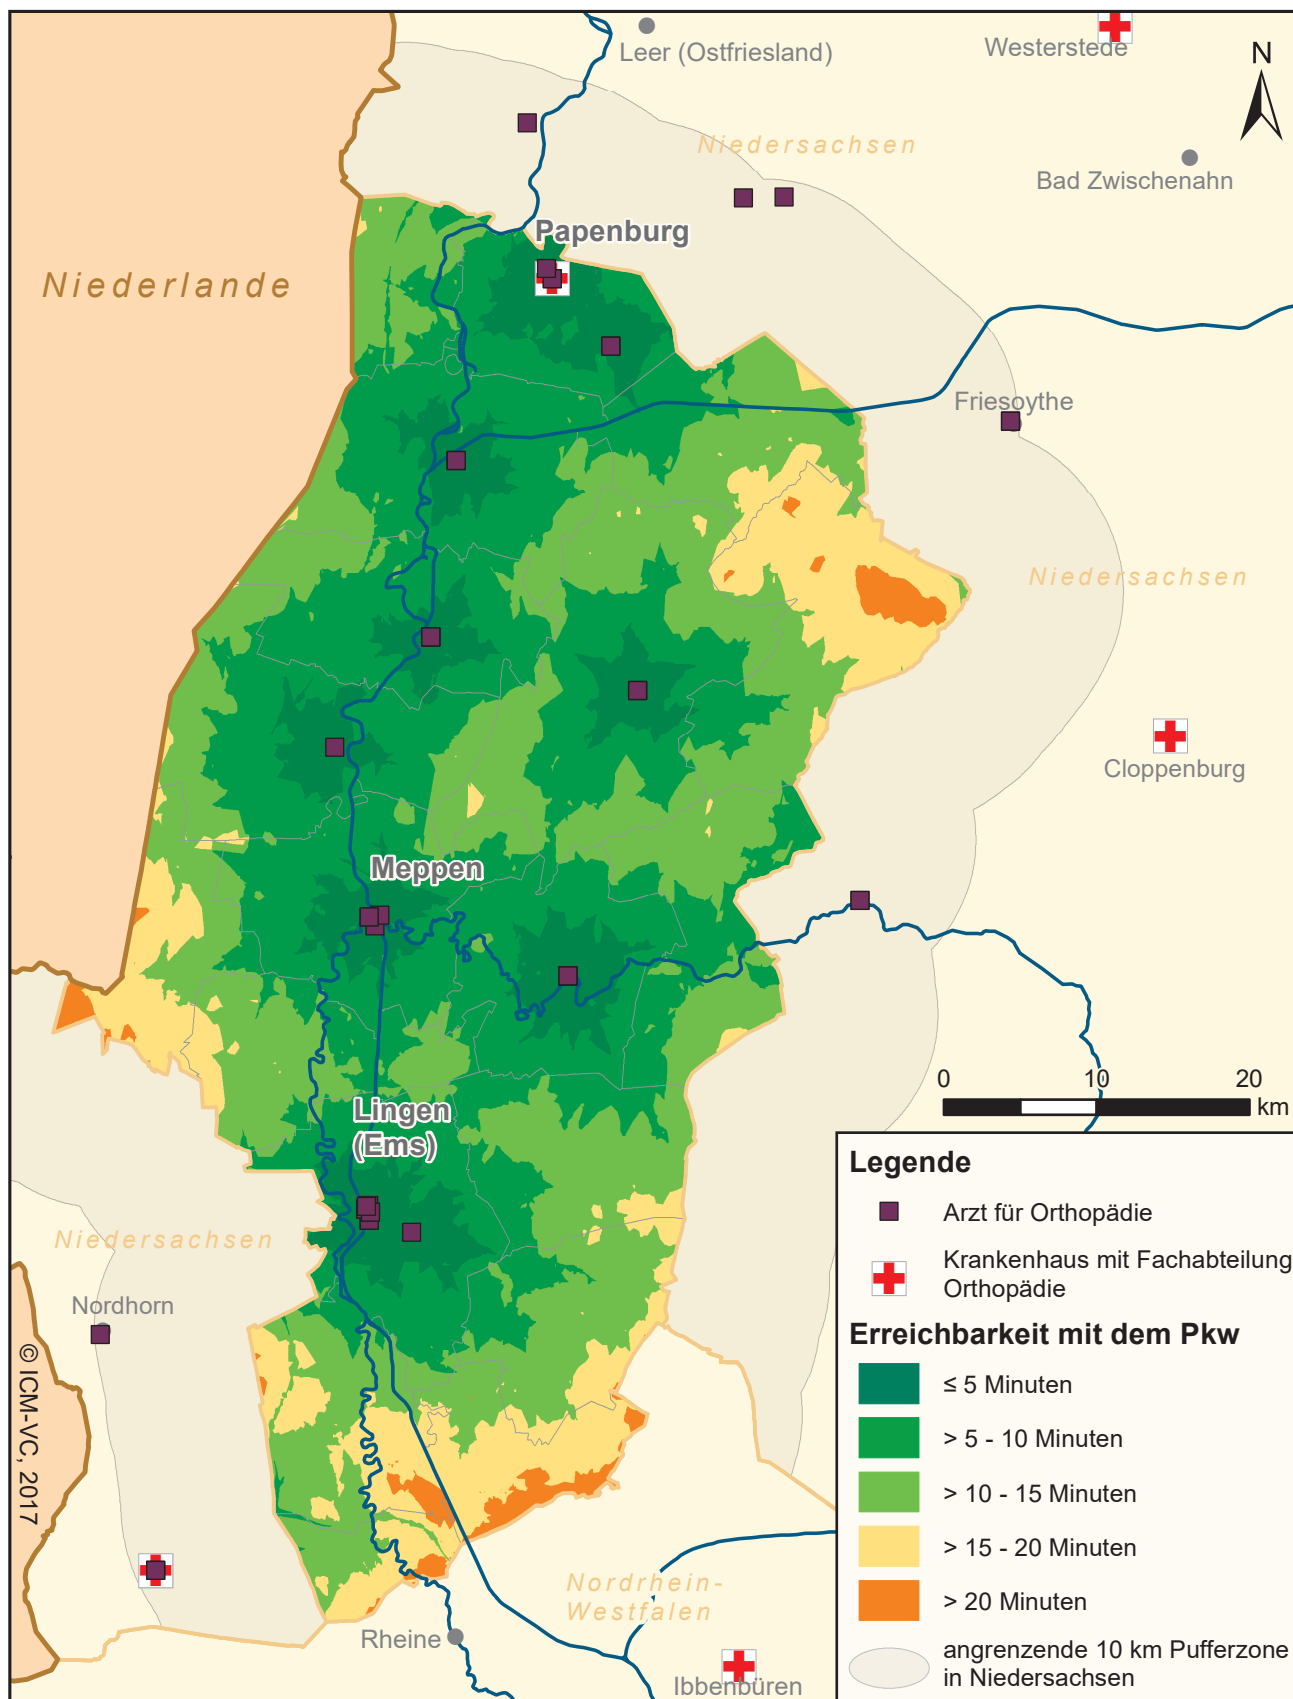 Leer (Ostfriesland)
Westerstede
N
Niedersachsen
Bad Zwischenahn
Papenburg
Niederlande
Friesoythe
Niedersachsen
Cloppenburg
Meppen
0 10 20
km
Lingen
(Ems)
Niedersachsen
Nordhorn
© ICM-VC, 2017
Nordrhein-
Westfalen
Rheine
Ibbenbüren
Legende
Arzt für Orthopädie
Krankenhaus mit Fachabteilung
Orthopädie
Erreichbarkeit mit dem Pkw
≤ 5 Minuten
> 5 - 10 Minuten
> 10 - 15 Minuten
> 15 - 20 Minuten
> 20 Minuten
angrenzende 10 km Pufferzone
in Niedersachsen